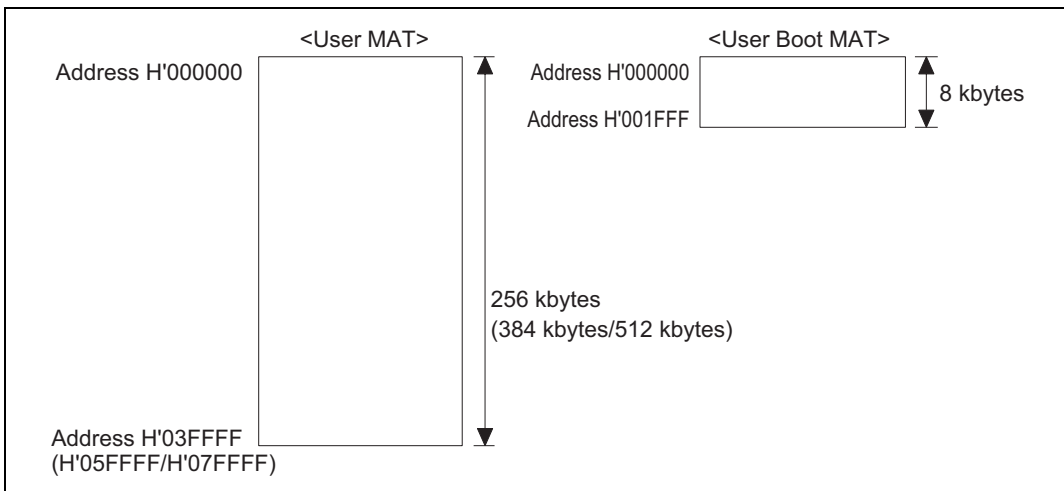 <User MAT>
Address H'000000
256 kbytes
(384 kbytes/512 kbytes)
Address H'03FFFF
(H'05FFFF/H'07FFFF)
<User Boot MAT>
Address H'000000
8 kbytes
Address H'001FFF